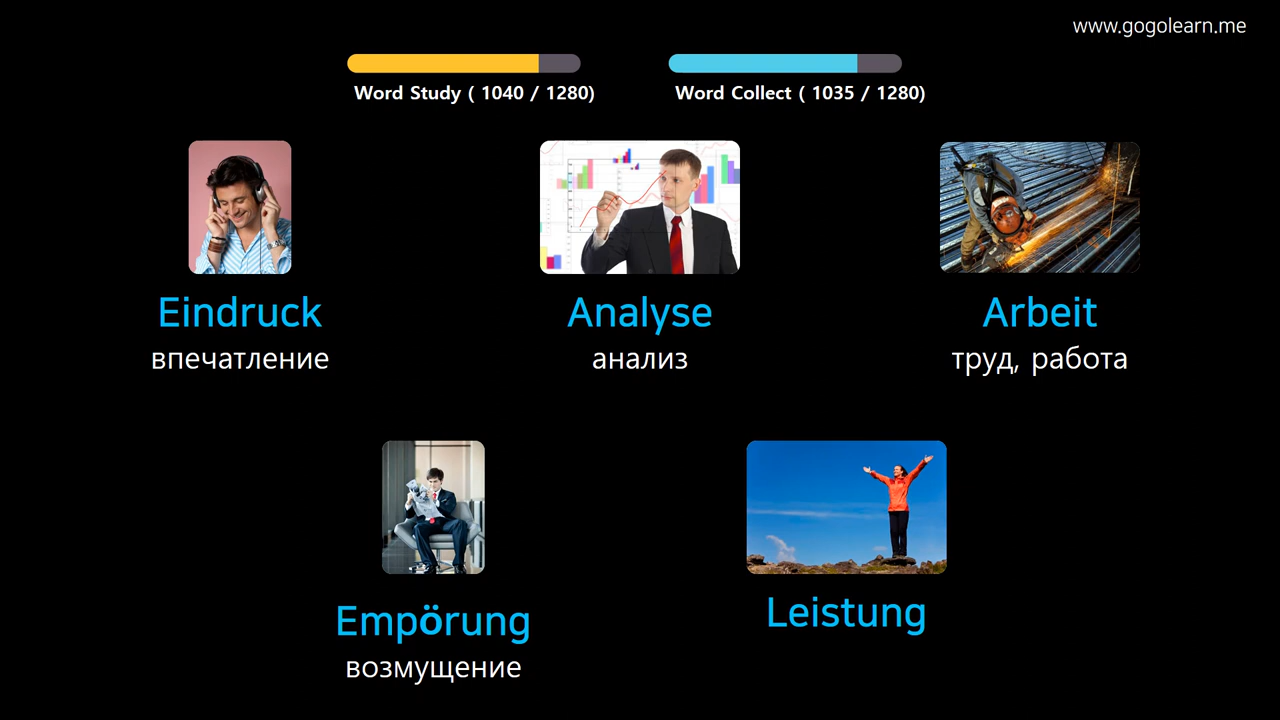 www.gogolearn.me
Word Study ( 1040 / 1280)
Word Collect ( 1035 / 1280)
Eindruck
впечатление
Analyse
анализ
Arbeit
труд, работа
Empörung
возмущение
Leistung